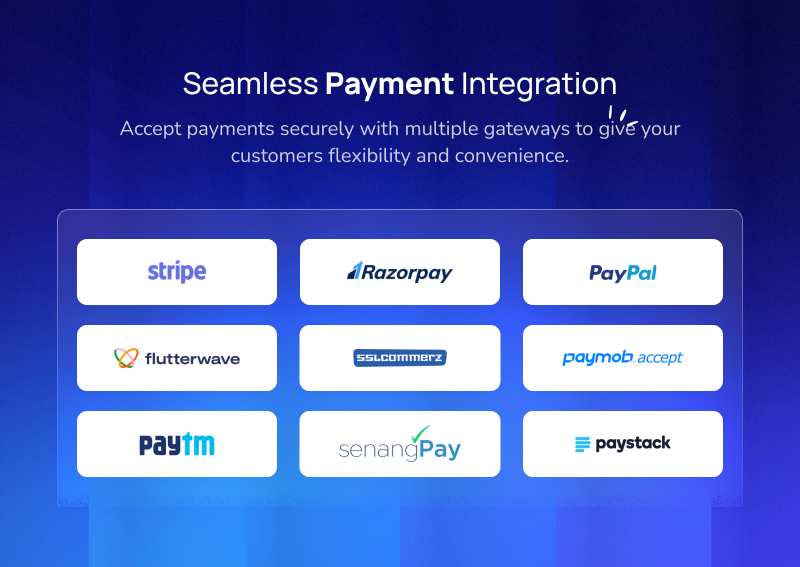 Seamless Payment Integration
Accept payments securely with multiple gateways to give your
customers flexibility and convenience.
stripe
Razorpay
PayPal
flutterwave
SSLCOMMERZ
paymob accept
paytm
senangPay
paystack